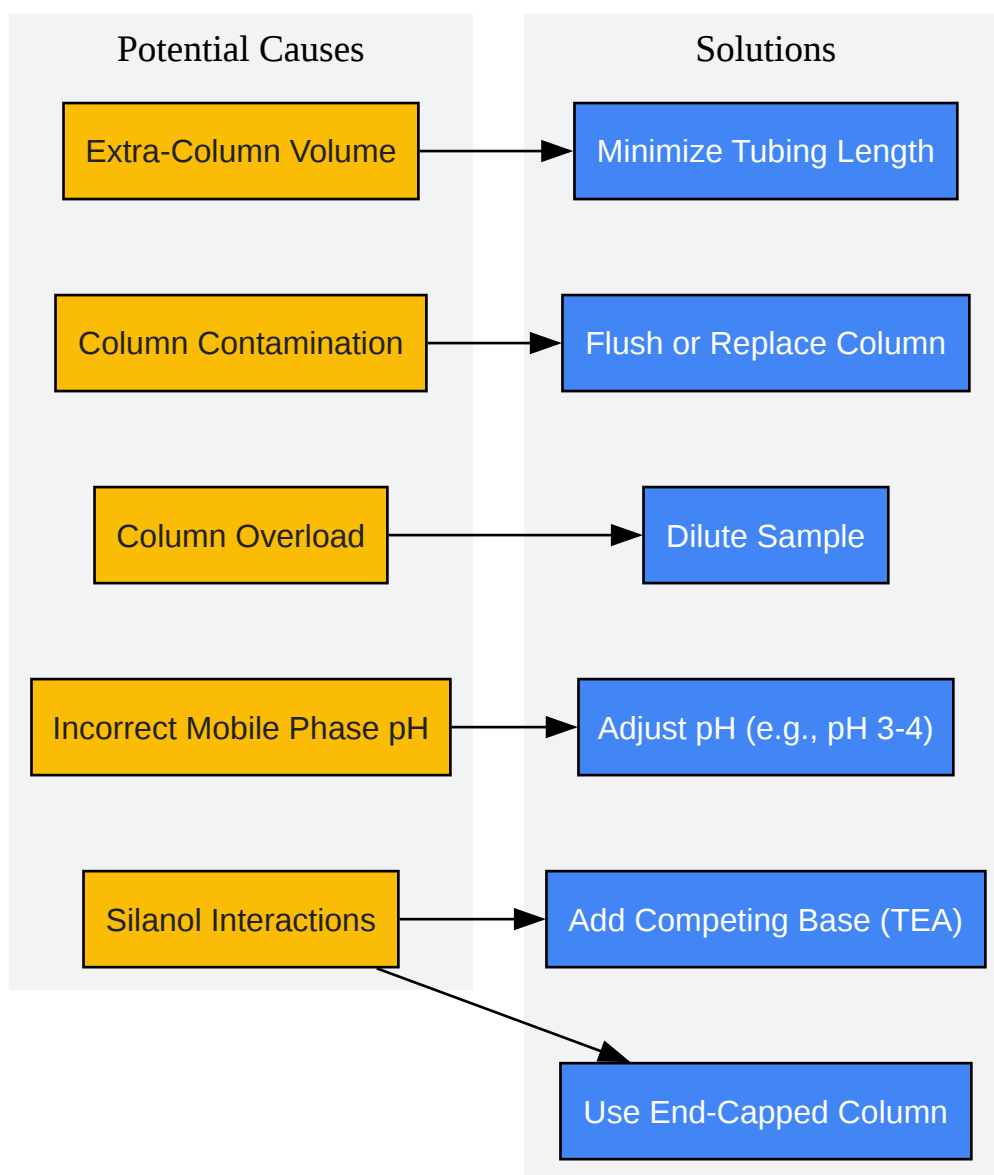 Potential Causes
Solutions
Extra-Column Volume
Minimize Tubing Length
Column Contamination
Flush or Replace Column
Column Overload
Dilute Sample
Incorrect Mobile Phase pH
Adjust pH (e.g., pH 3-4)
Silanol Interactions
Add Competing Base (TEA)
Use End-Capped Column